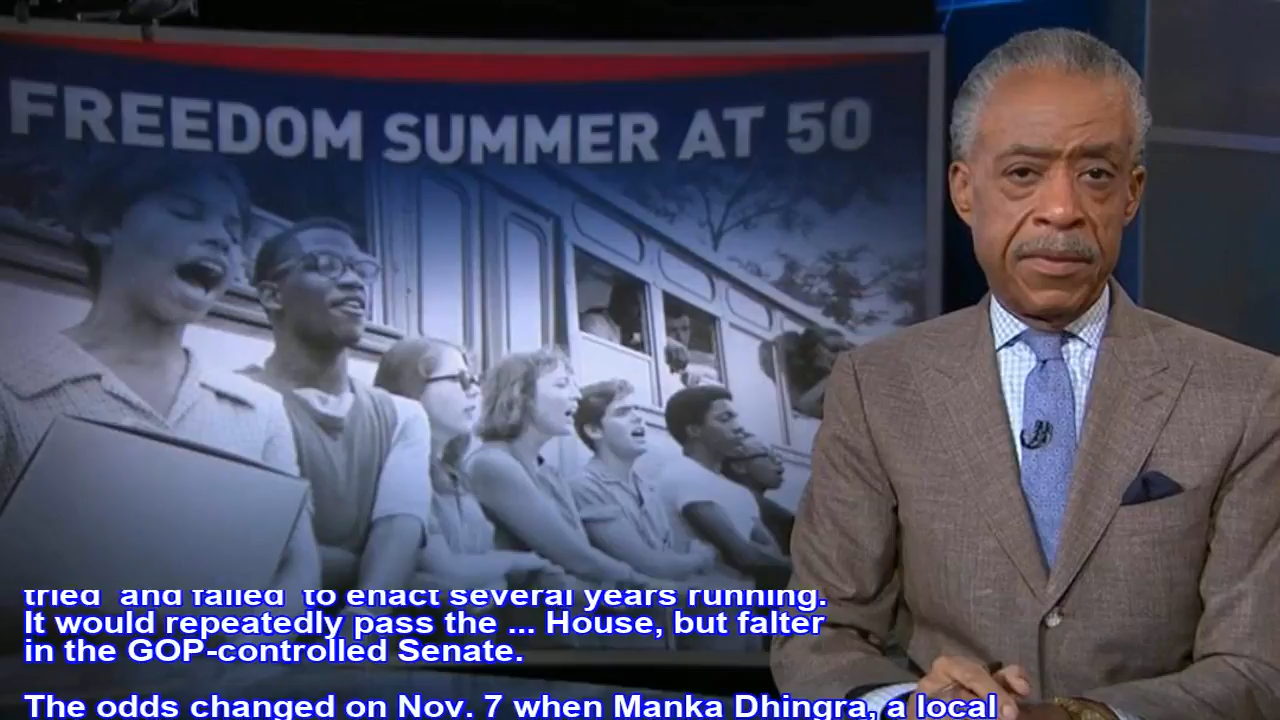 FREEDOM SUMMER AT 50
tried and failed to enact several years running.
It would repeatedly pass the ... House, but falter
in the GOP-controlled Senate.
The odds changed on Nov. 7 when Manka Dhingra, a local